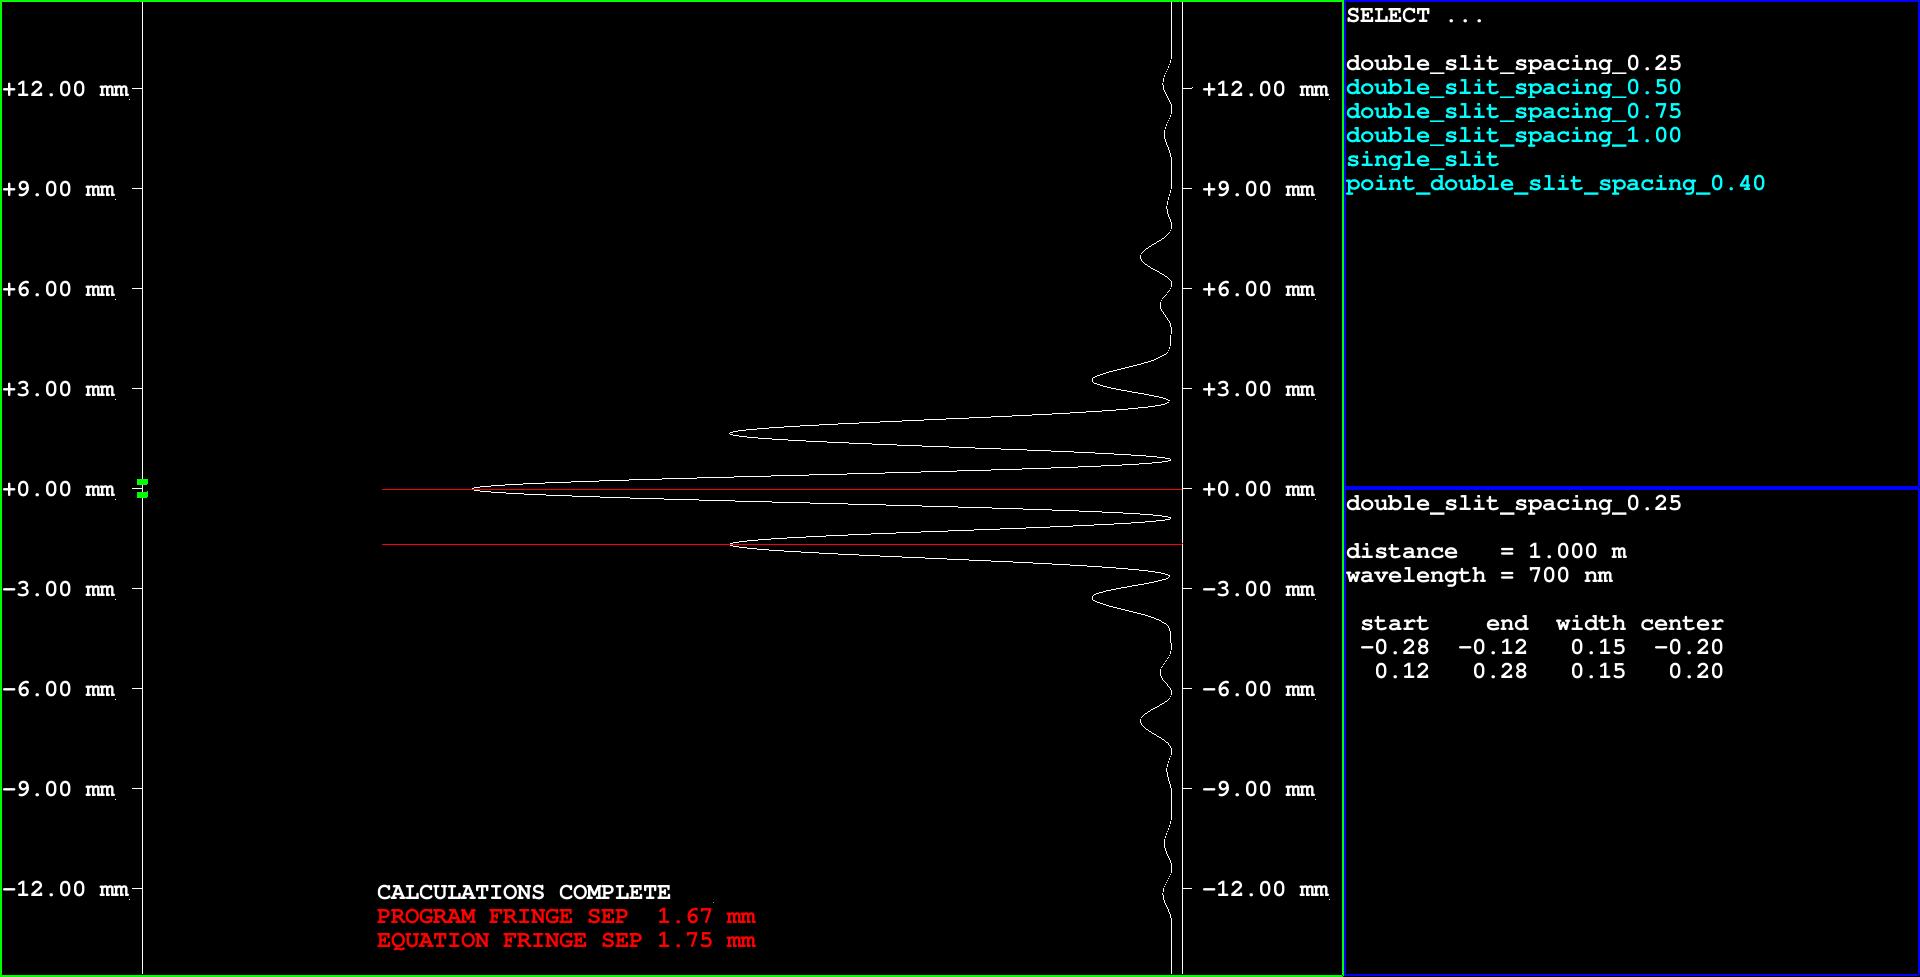 +12.00 mm
+9.00 mm
+6.00 mm
+3.00 mm
+0.00 mm
−3.00 mm
−6.00 mm
−9.00 mm
−12.00 mm
+12.00 mm
+9.00 mm
+6.00 mm
+3.00 mm
+0.00 mm
−3.00 mm
−6.00 mm
−9.00 mm
−12.00 mm
CALCULATIONS COMPLETE
PROGRAM FRINGE SEP 1.67 mm
EQUATION FRINGE SEP 1.75 mm
SELECT ...
double_slit_spacing_0.25
double_slit_spacing_0.50
double_slit_spacing_0.75
double_slit_spacing_1.00
single_slit
point_double_slit_spacing_0.40
double_slit_spacing_0.25
distance = 1.000 m
wavelength = 700 nm
start end width center
−0.28 −0.12 0.15 −0.20
0.12 0.28 0.15 0.20